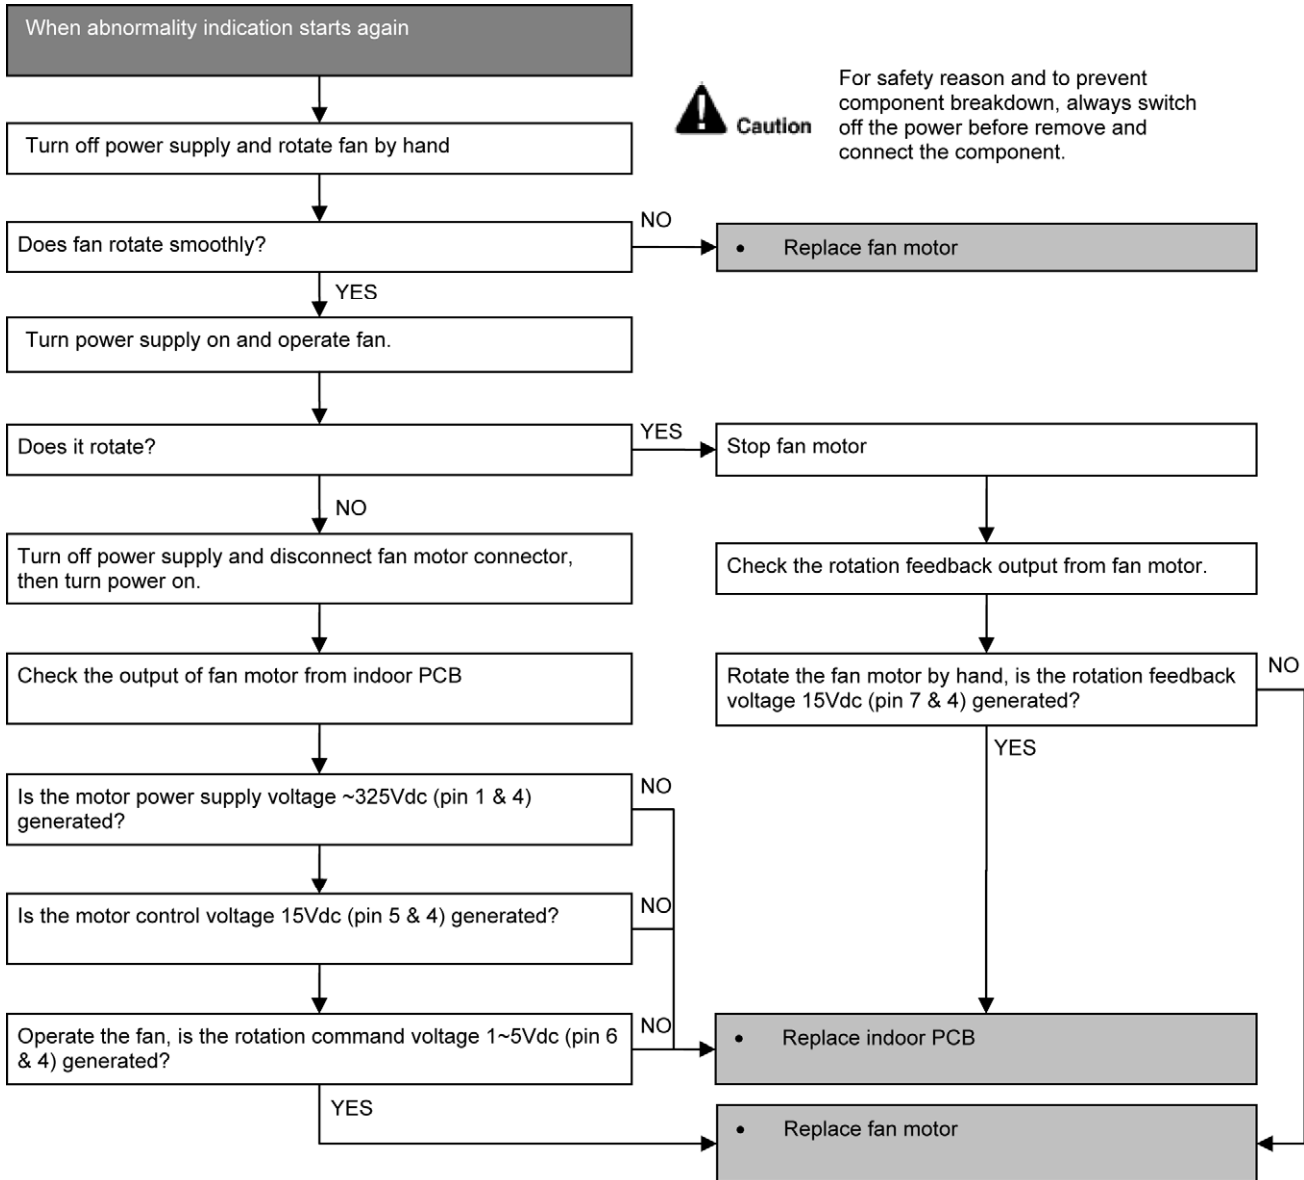 When abnormality indication starts again
For safety reason and to prevent
component breakdown, always switch
off the power before remove and
connect the component.
Caution
Turn off power supply and rotate fan by hand
Does fan rotate smoothly?
NO
• Replace fan motor
YES
Turn power supply on and operate fan.
Does it rotate?
YES
Stop fan motor
NO
Turn off power supply and disconnect fan motor connector,
then turn power on.
Check the rotation feedback output from fan motor.
Check the output of fan motor from indoor PCB
Rotate the fan motor by hand, is the rotation feedback
voltage 15Vdc (pin 7 & 4) generated?
NO
YES
Is the motor power supply voltage ~325Vdc (pin 1 & 4)
generated?
NO
Is the motor control voltage 15Vdc (pin 5 & 4) generated?
NO
Operate the fan, is the rotation command voltage 1~5Vdc (pin 6
& 4) generated?
NO
• Replace indoor PCB
YES
• Replace fan motor